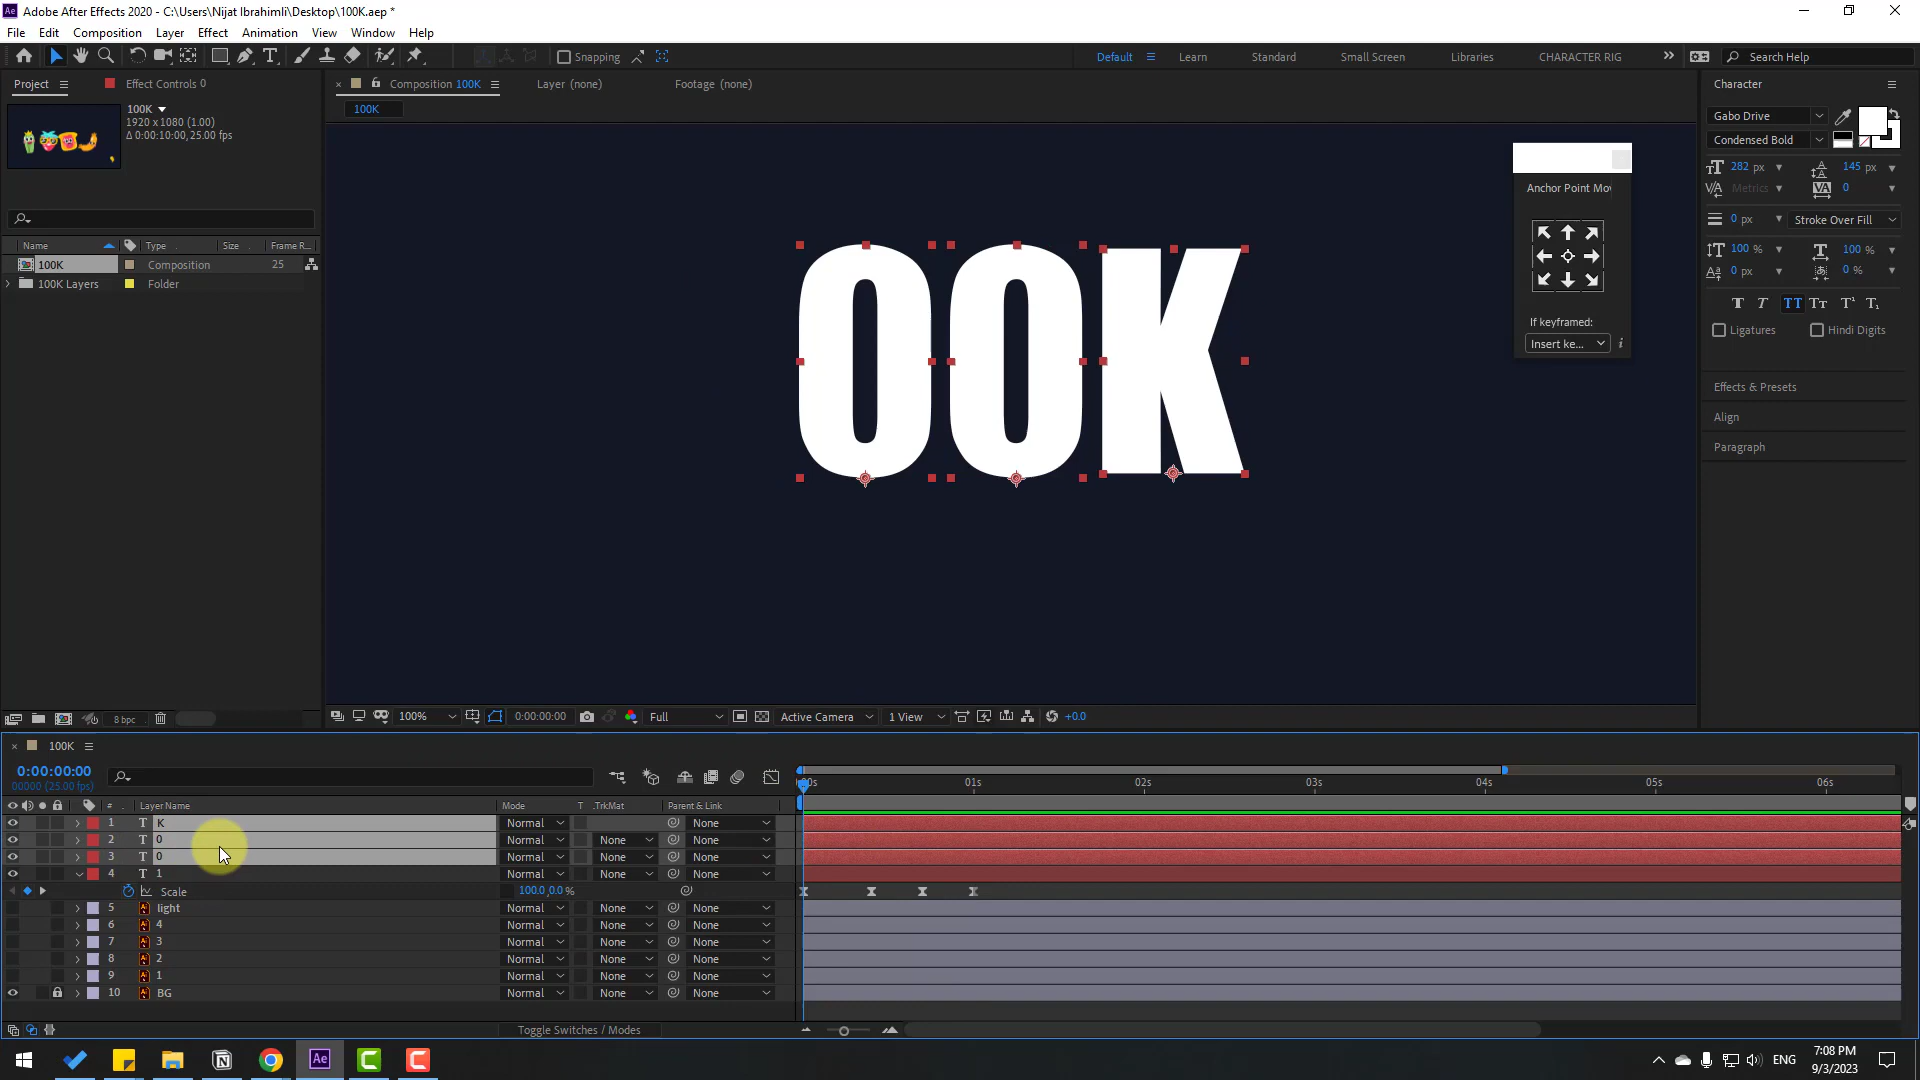 Adobe After Effects 2020 - C:\Users\Nijat Ibrahimli\Desktop\100K.aep *
File Edit Composition Layer Effect Animation View Window Help
Snapping Default Learn Standard Small Screen Libraries CHARACTER RIG Search Help
Project Effect Controls 0
Composition 100K Layer (none) Footage (none)
Character
100K
1920 x 1080 (1.00)
Δ 0:00:10:00, 25.00 fps
100K
Gabo Drive
Condensed Bold
282 px 145 px
Metrics 0
0 px Stroke Over Fill
100 % 100 %
0 px 0 %
Ligatures Hindi Digits
Effects & Presets
Align
Paragraph
Anchor Point Mov
If keyframed:
Insert ke...
00K
Name Type Size Frame R...
100K Composition 25
100K Layers Folder
8 bpc
100% 0:00:00:00 Full Active Camera 1 View +0.0
100K
0:00:00:00
00000 (25.00 fps)
:00s 01s 02s 03s 04s 05s 06s
# Layer Name Mode T .TrkMat Parent & Link
1 T K Normal None
2 T 0 Normal None None
3 T 0 Normal None None
4 T 1 Normal None None
Scale 100.0,0.0 %
5 light Normal None None
6 4 Normal None None
7 3 Normal None None
8 2 Normal None None
9 1 Normal None None
10 BG Normal None None
Toggle Switches / Modes
Ae ENG
7:08 PM
9/3/2023